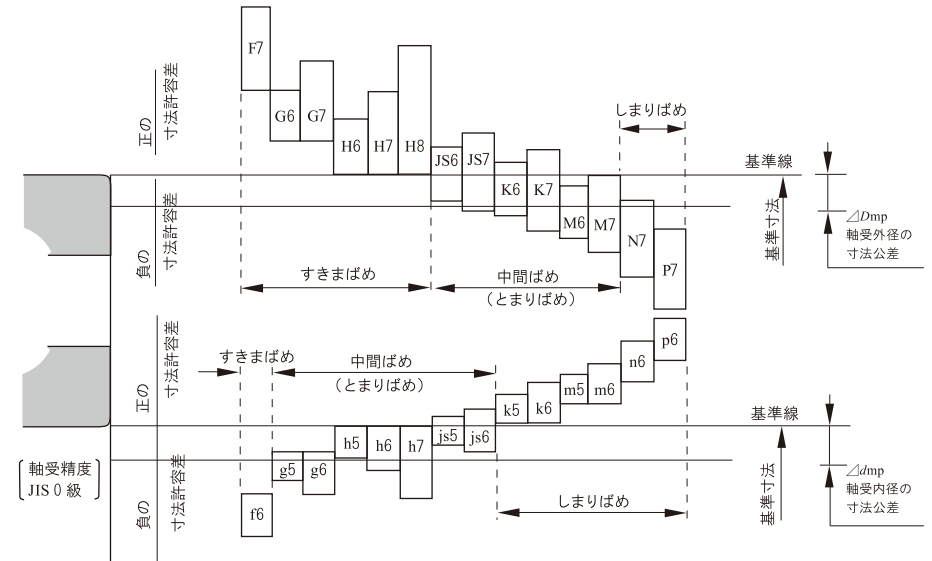 F7
G6
G7
H6
H7
H8
JS6
JS7
K6
K7
M6
M7
N7
P7
しまりばめ
正の
寸法許容差
負の
寸法許容差
基準線
基準寸法
⊿Dmp
軸受外径の
寸法公差
すきまばめ
中間ばめ
(とまりばめ)
正の
寸法許容差
負の
寸法許容差
すきまばめ
中間ばめ
(とまりばめ)
f6
g5
g6
h5
h6
h7
js5
js6
k5
k6
m5
m6
n6
p6
基準線
基準寸法
しまりばめ
⊿dmp
軸受内径の
寸法公差
軸受精度
JIS 0 級